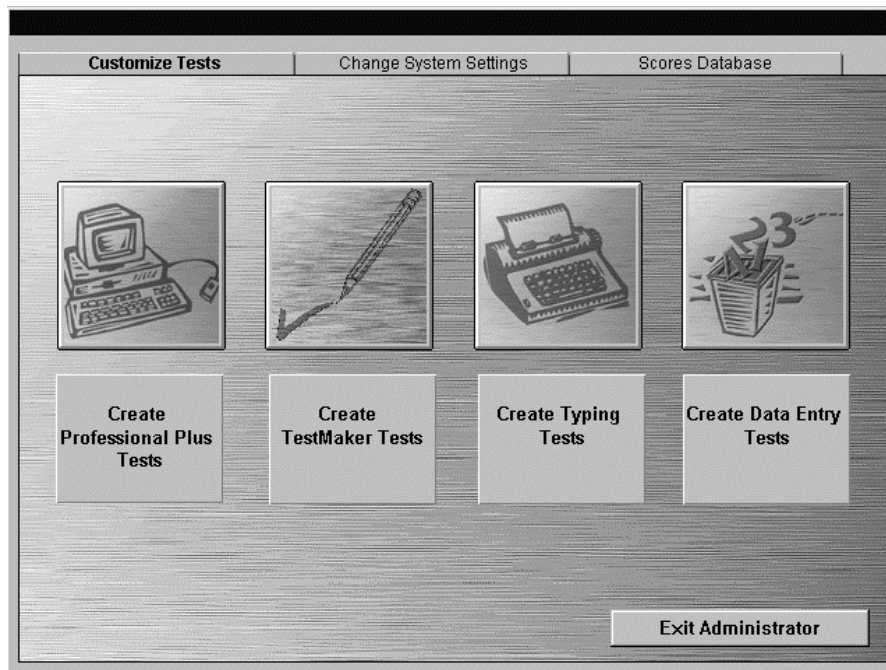 Customize Tests
Change System Settings
Scores Database
123
Create
Professional Plus
Tests
Create
TestMaker Tests
Create Typing
Tests
Create Data Entry
Tests
Exit Administrator